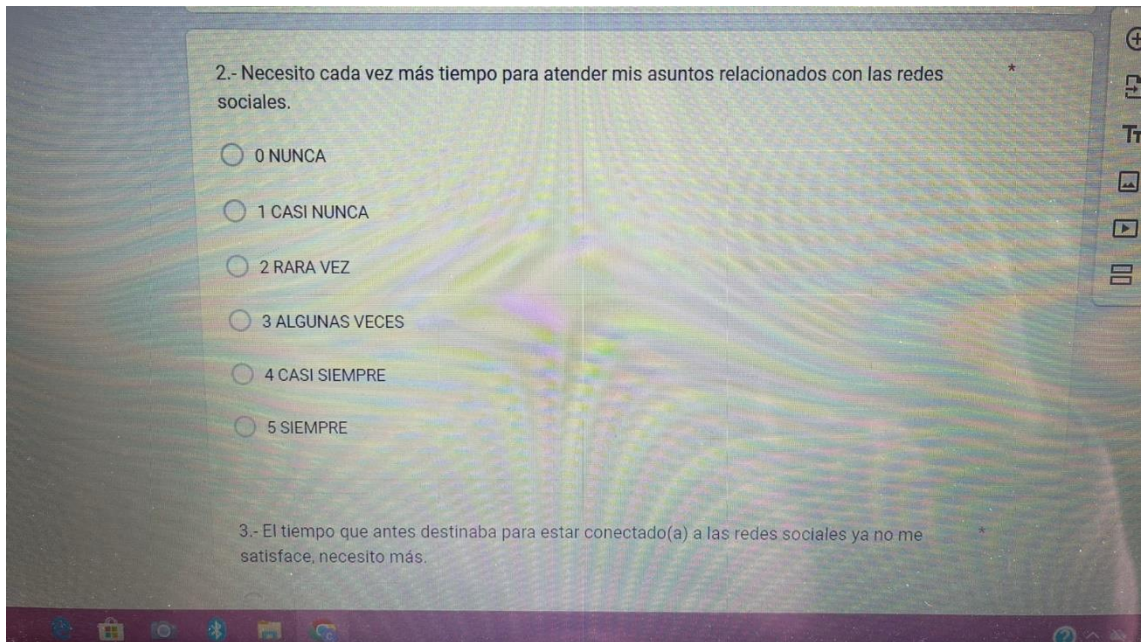 2.- Necesito cada vez más tiempo para atender mis asuntos relacionados con las redes *
sociales.
0 NUNCA
1 CASI NUNCA
2 RARA VEZ
3 ALGUNAS VECES
4 CASI SIEMPRE
5 SIEMPRE
3.- El tiempo que antes destinaba para estar conectado(a) a las redes sociales ya no me *
satisface, necesito más.